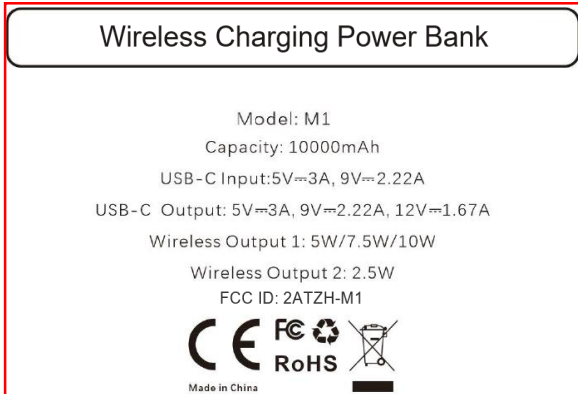 Wireless Charging Power Bank
Model: M1
Capacity: 10000mAh
USB-C Input:5V⎓3A, 9V⎓2.22A
USB-C Output: 5V⎓3A, 9V⎓2.22A, 12V⎓1.67A
Wireless Output 1: 5W/7.5W/10W
Wireless Output 2: 2.5W
FCC ID: 2ATZH-M1
CE FC
RoHS
Made in China